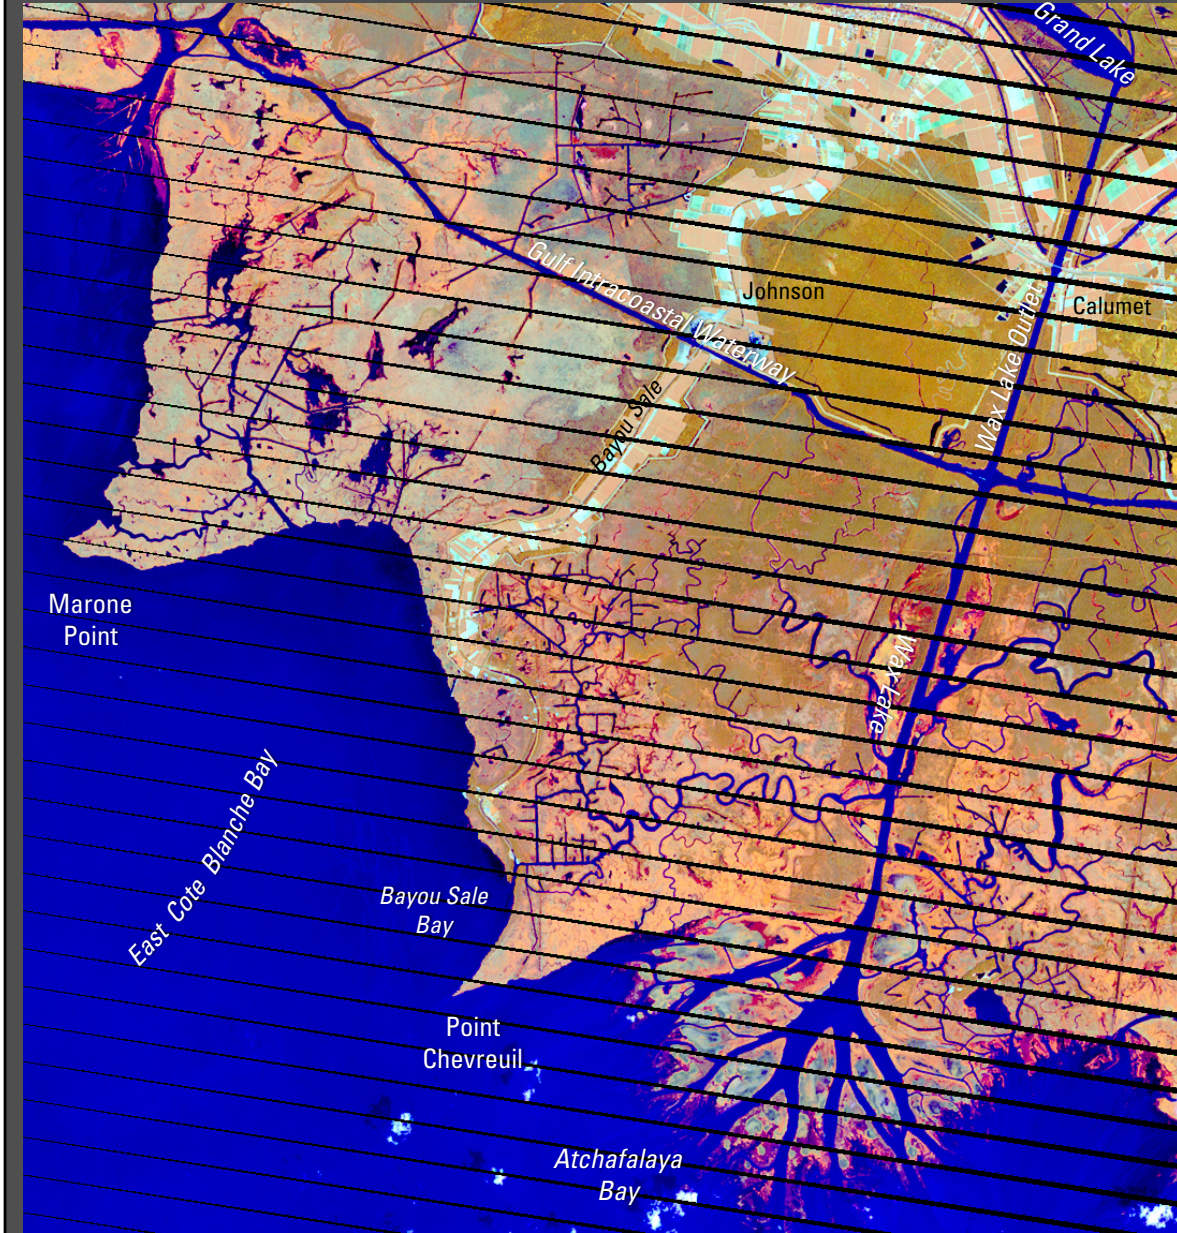 Grand Lake
Gulf Intracoastal Waterway
Johnson
Calumet
Wax Lake Outlet
Bayou Sale
Marone
Point
Wax Lake
East Cote Blanche Bay
Bayou Sale
Bay
Point
Chevreuil
Atchafalaya
Bay